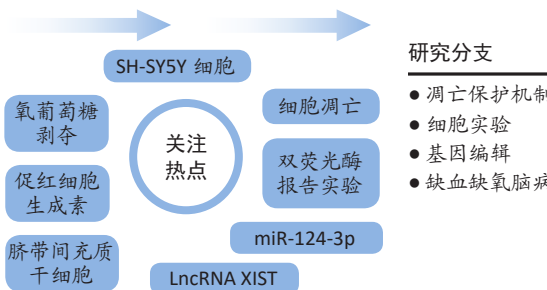 SH-SY5Y 细胞
氧葡萄糖
剥夺
促红细胞
生成素
脐带间充质
干细胞
关注
热点
细胞凋亡
双荧光酶
报告实验
miR-124-3p
LncRNA XIST
研究分支
● 凋亡保护机制
● 细胞实验
● 基因编辑
● 缺血缺氧脑病